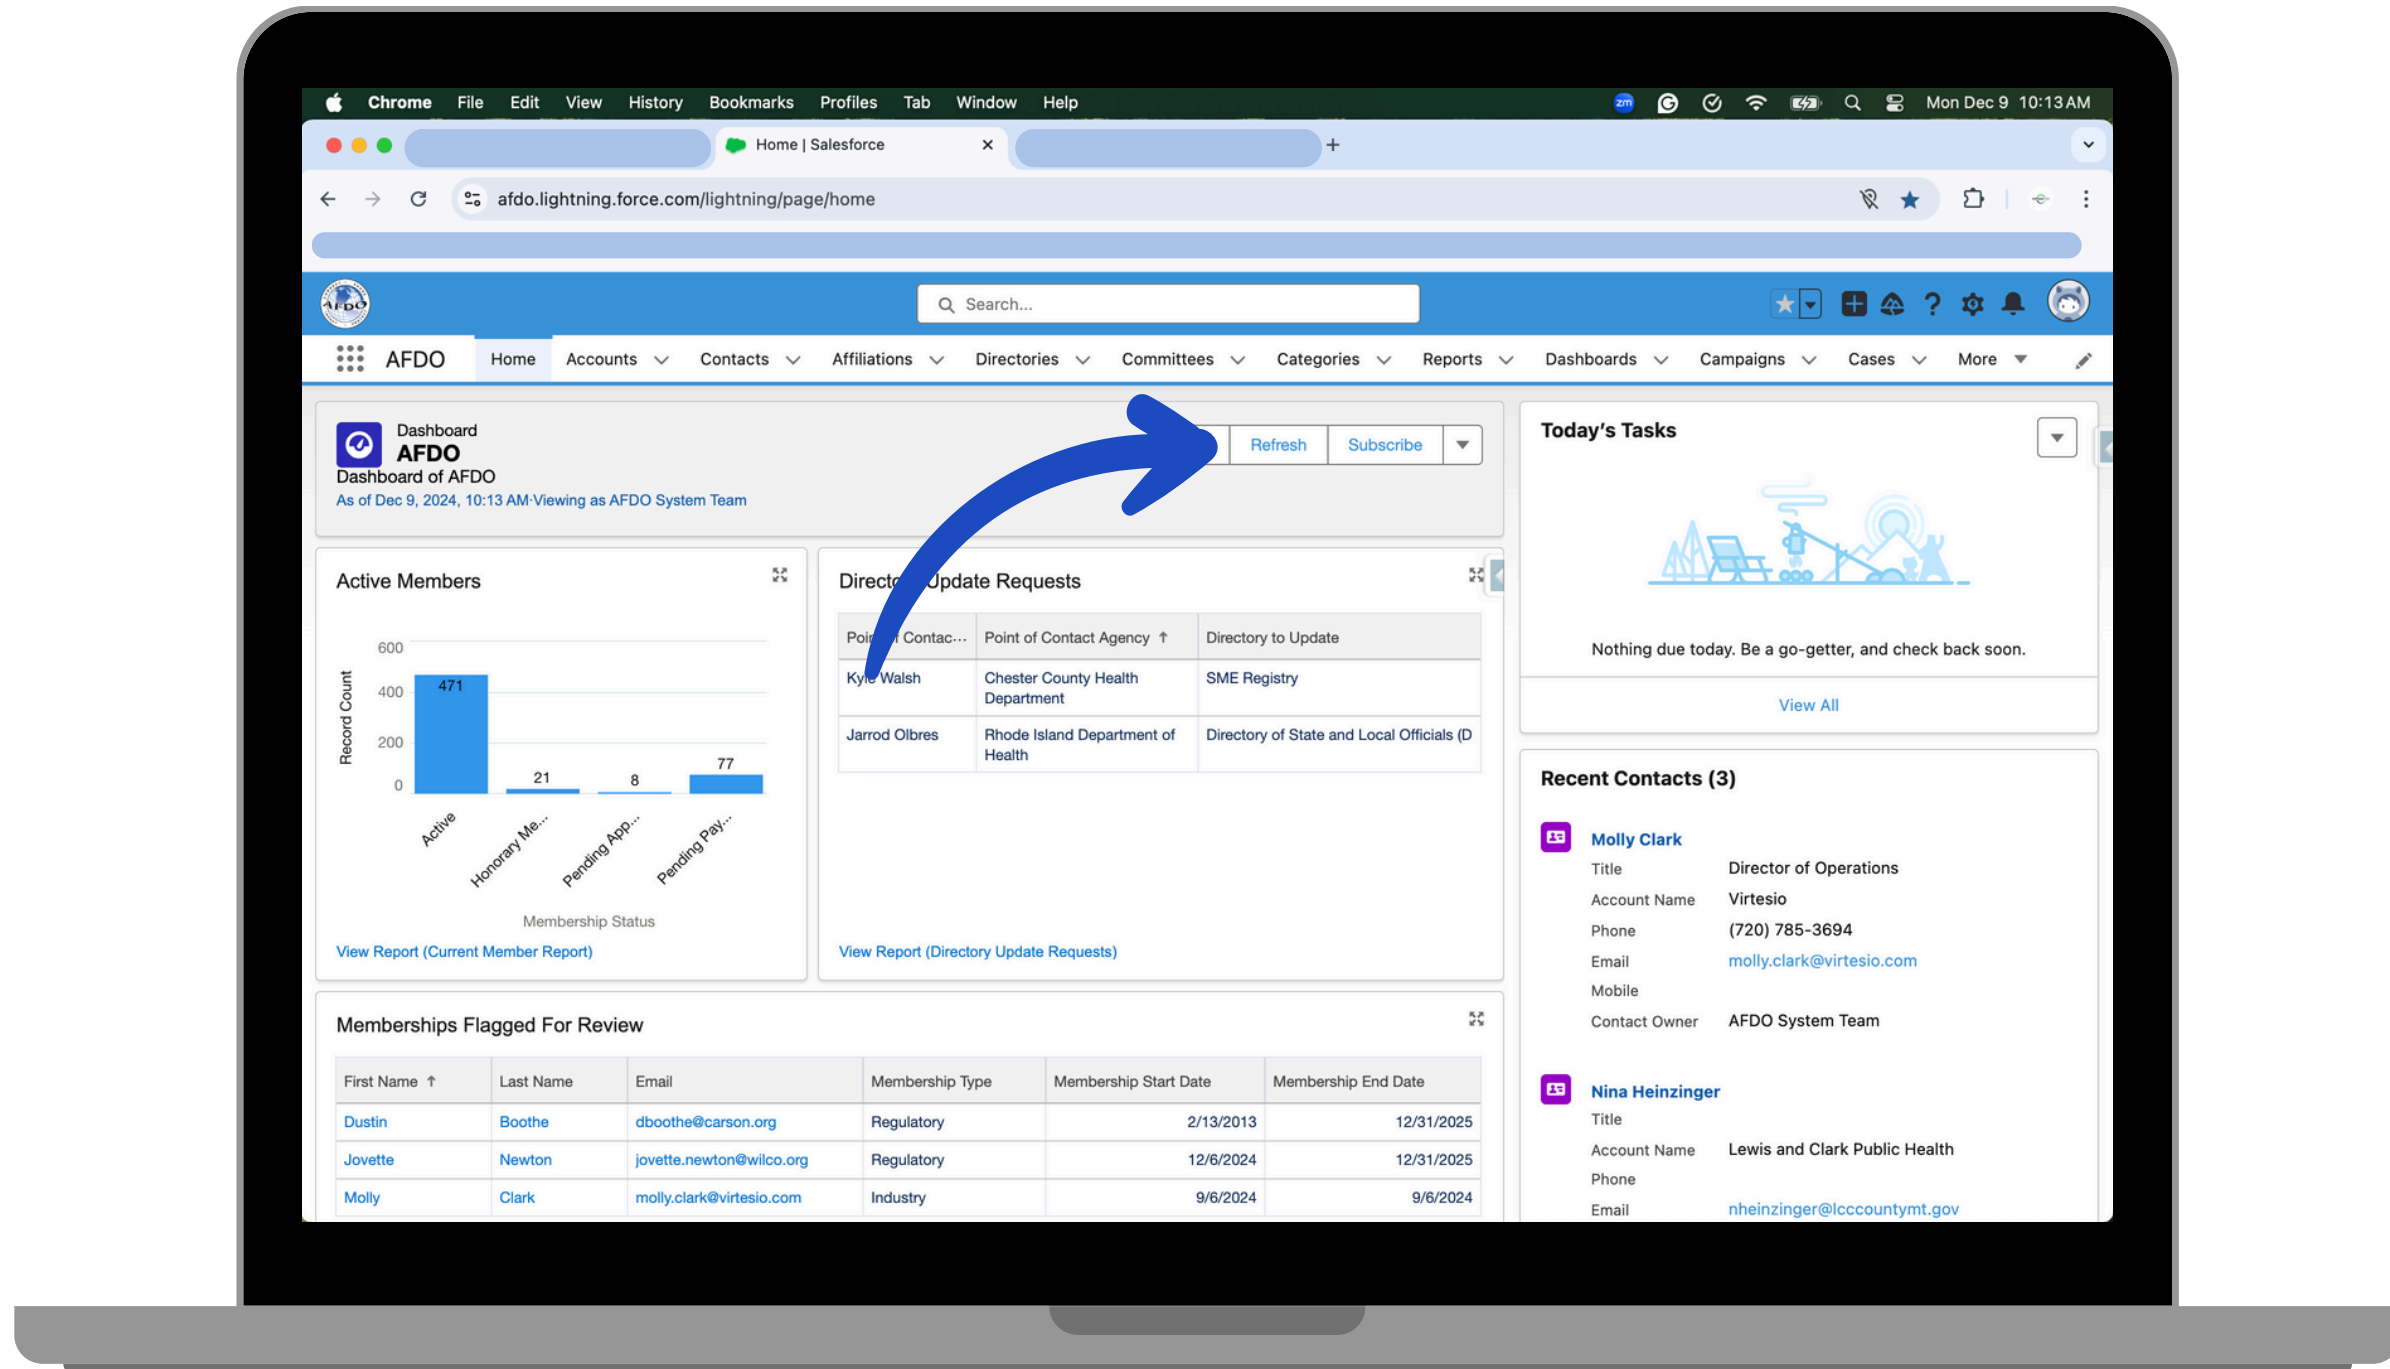 Chrome File Edit View History Bookmarks Profiles Tab Window Help
zm Mon Dec 9 10:13 AM
Home | Salesforce
afdo.lightning.force.com/lightning/page/home
AFDO
Search...
AFDO Home Accounts Contacts Affiliations Directories Committees Categories Reports Dashboards Campaigns Cases More
Dashboard
AFDO
Dashboard of AFDO
As of Dec 9, 2024, 10:13 AM·Viewing as AFDO System Team
Refresh Subscribe
Active Members
600
400
200
0
Record Count
471
21
8
77
Active
Honorary Me...
Pending App...
Pending Pay...
Membership Status
View Report (Current Member Report)
Update Requests
Contac... Point of Contact Agency ↑ Directory to Update
Walsh Chester County Health SME Registry
Department
Jarrod Olbres Rhode Island Department of Directory of State and Local Officials (D
Health
View Report (Directory Update Requests)
Memberships Flagged For Review
First Name ↑ Last Name Email Membership Type Membership Start Date Membership End Date
Dustin Boothe dboothe@carson.org Regulatory 2/13/2013 12/31/2025
Jovette Newton jovette.newton@wilco.org Regulatory 12/6/2024 12/31/2025
Molly Clark molly.clark@virtesio.com Industry 9/6/2024 9/6/2024
Today's Tasks
Nothing due today. Be a go-getter, and check back soon.
View All
Recent Contacts (3)
Molly Clark
Title Director of Operations
Account Name Virtesio
Phone (720) 785-3694
Email molly.clark@virtesio.com
Mobile
Contact Owner AFDO System Team
Nina Heinzinger
Title
Account Name Lewis and Clark Public Health
Phone
Email nheinzinger@lcccountymt.gov